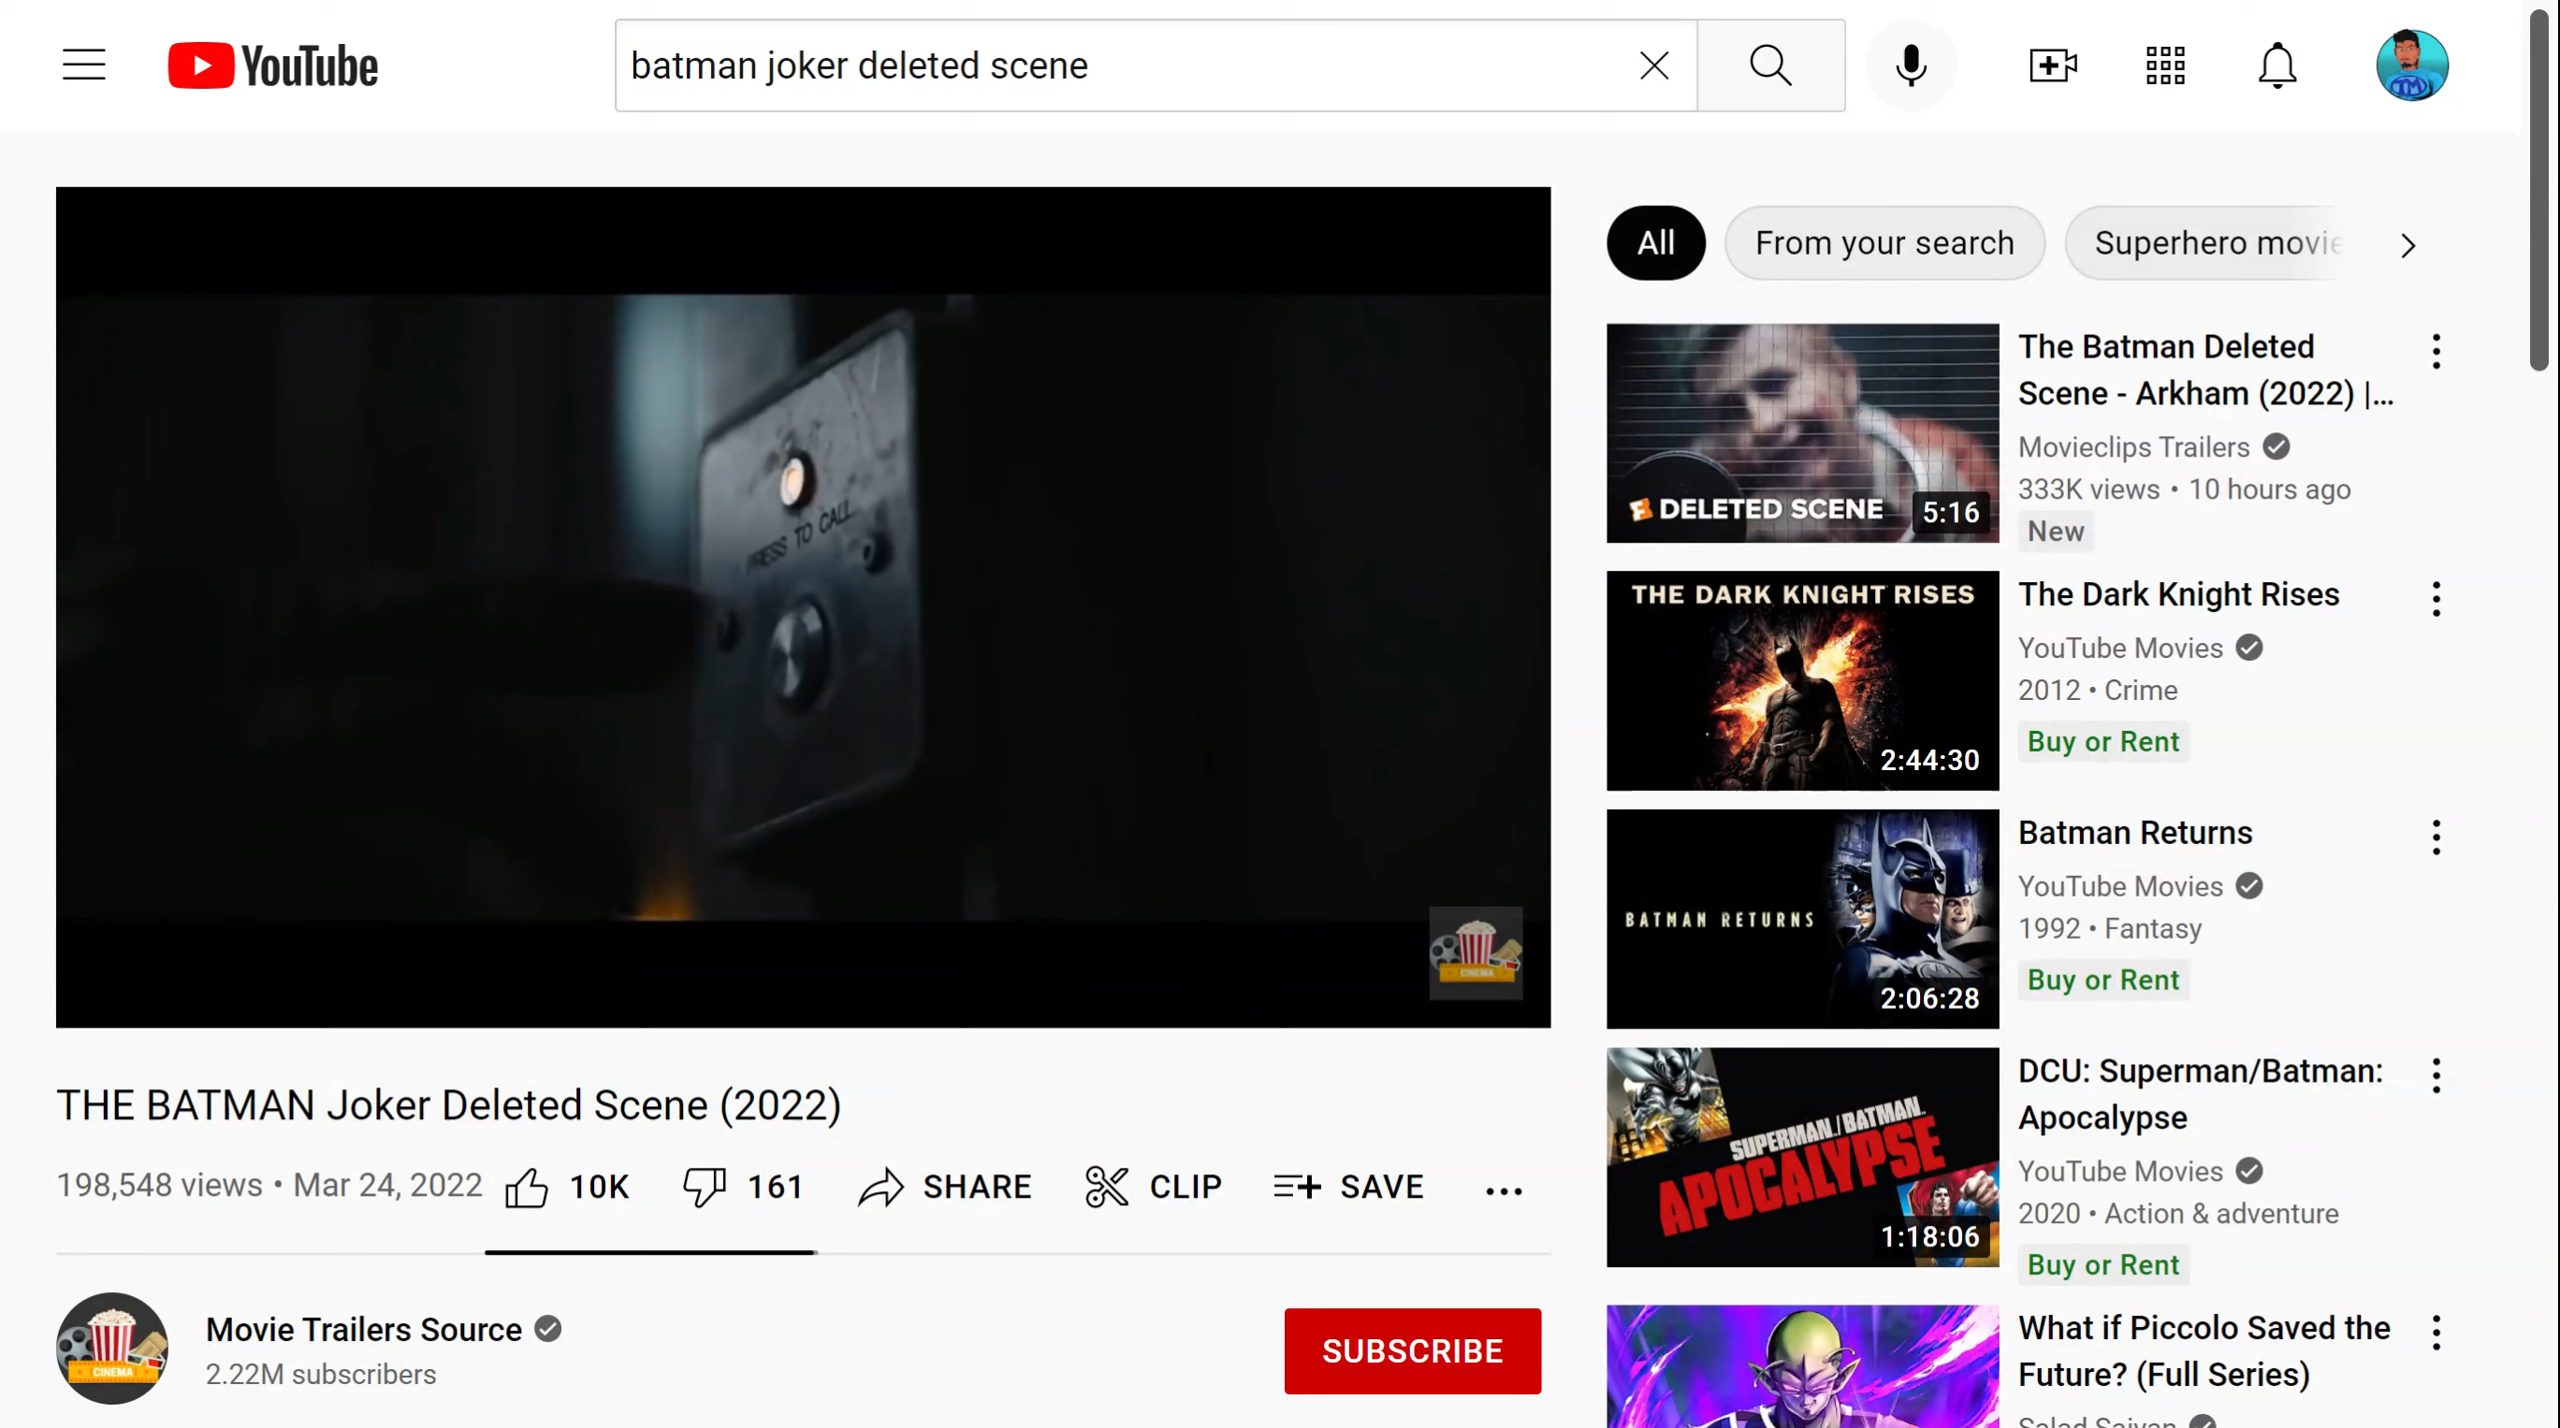 YouTube
batman joker deleted scene
PRESS TO CALL
CINEMA
THE BATMAN Joker Deleted Scene (2022)
198,548 views • Mar 24, 2022
10K
161
SHARE
CLIP
SAVE
CINEMA
Movie Trailers Source
2.22M subscribers
SUBSCRIBE
All
From your search
Superhero movie
DELETED SCENE
5:16
The Batman Deleted
Scene - Arkham (2022) |...
Movieclips Trailers
333K views • 10 hours ago
New
THE DARK KNIGHT RISES
2:44:30
The Dark Knight Rises
YouTube Movies
2012 • Crime
Buy or Rent
BATMAN RETURNS
2:06:28
Batman Returns
YouTube Movies
1992 • Fantasy
Buy or Rent
SUPERMAN/BATMAN
APOCALYPSE
1:18:06
DCU: Superman/Batman:
Apocalypse
YouTube Movies
2020 • Action & adventure
Buy or Rent
What if Piccolo Saved the
Future? (Full Series)
Salad Saiyan